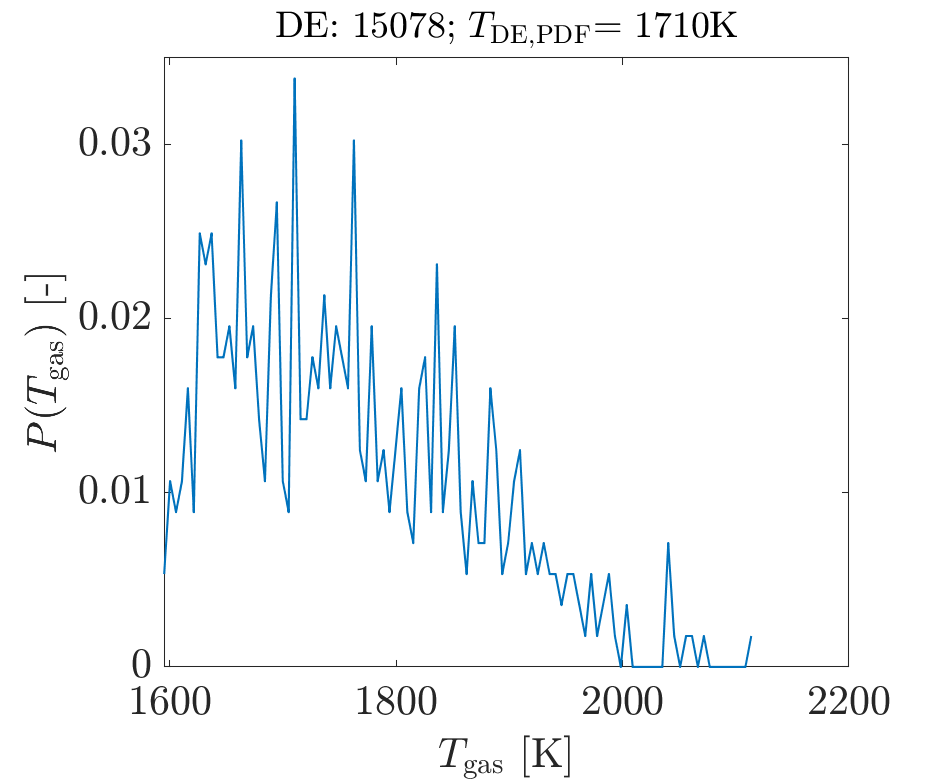 DE: 15078; T_DE,PDF= 1710K
P(T_gas) [-]
0.03
0.02
0.01
0
1600 1800 2000 2200
T_gas [K]